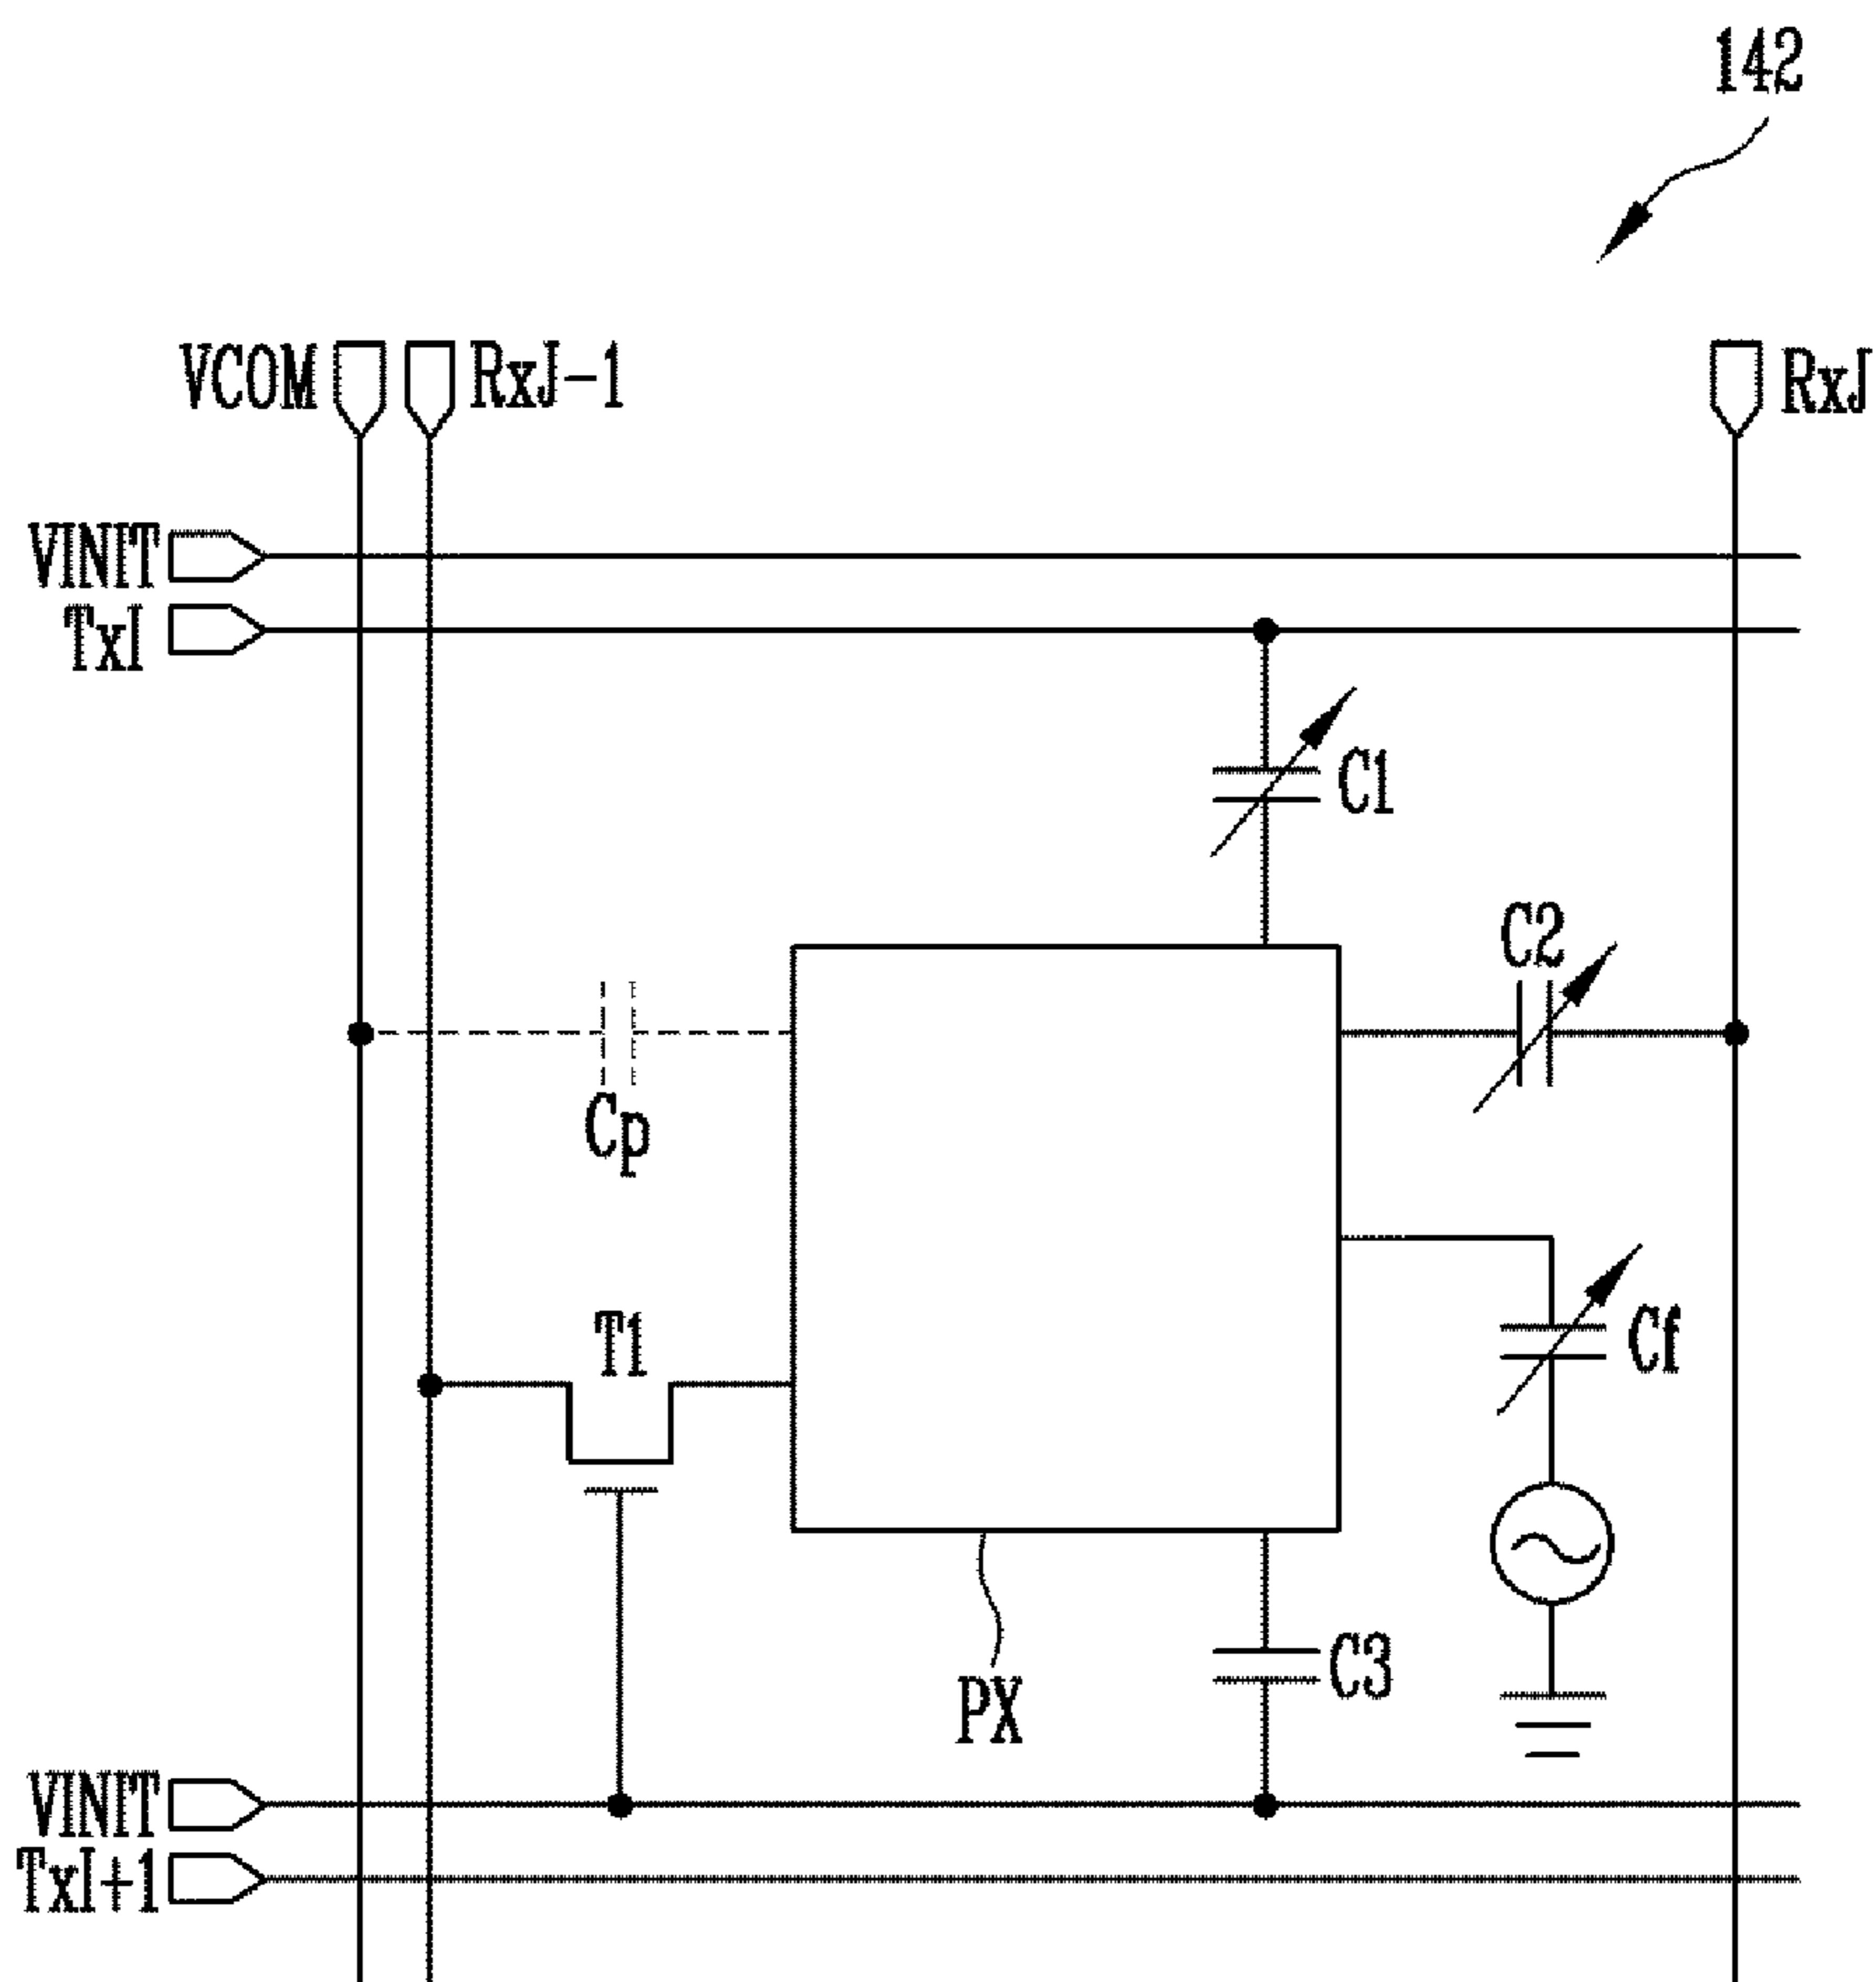 142
VCOM
RxJ-1
RxJ
VINIT
TxI
C1
C2
Cp
T1
Cf
C3
PX
VINIT
TxI+1